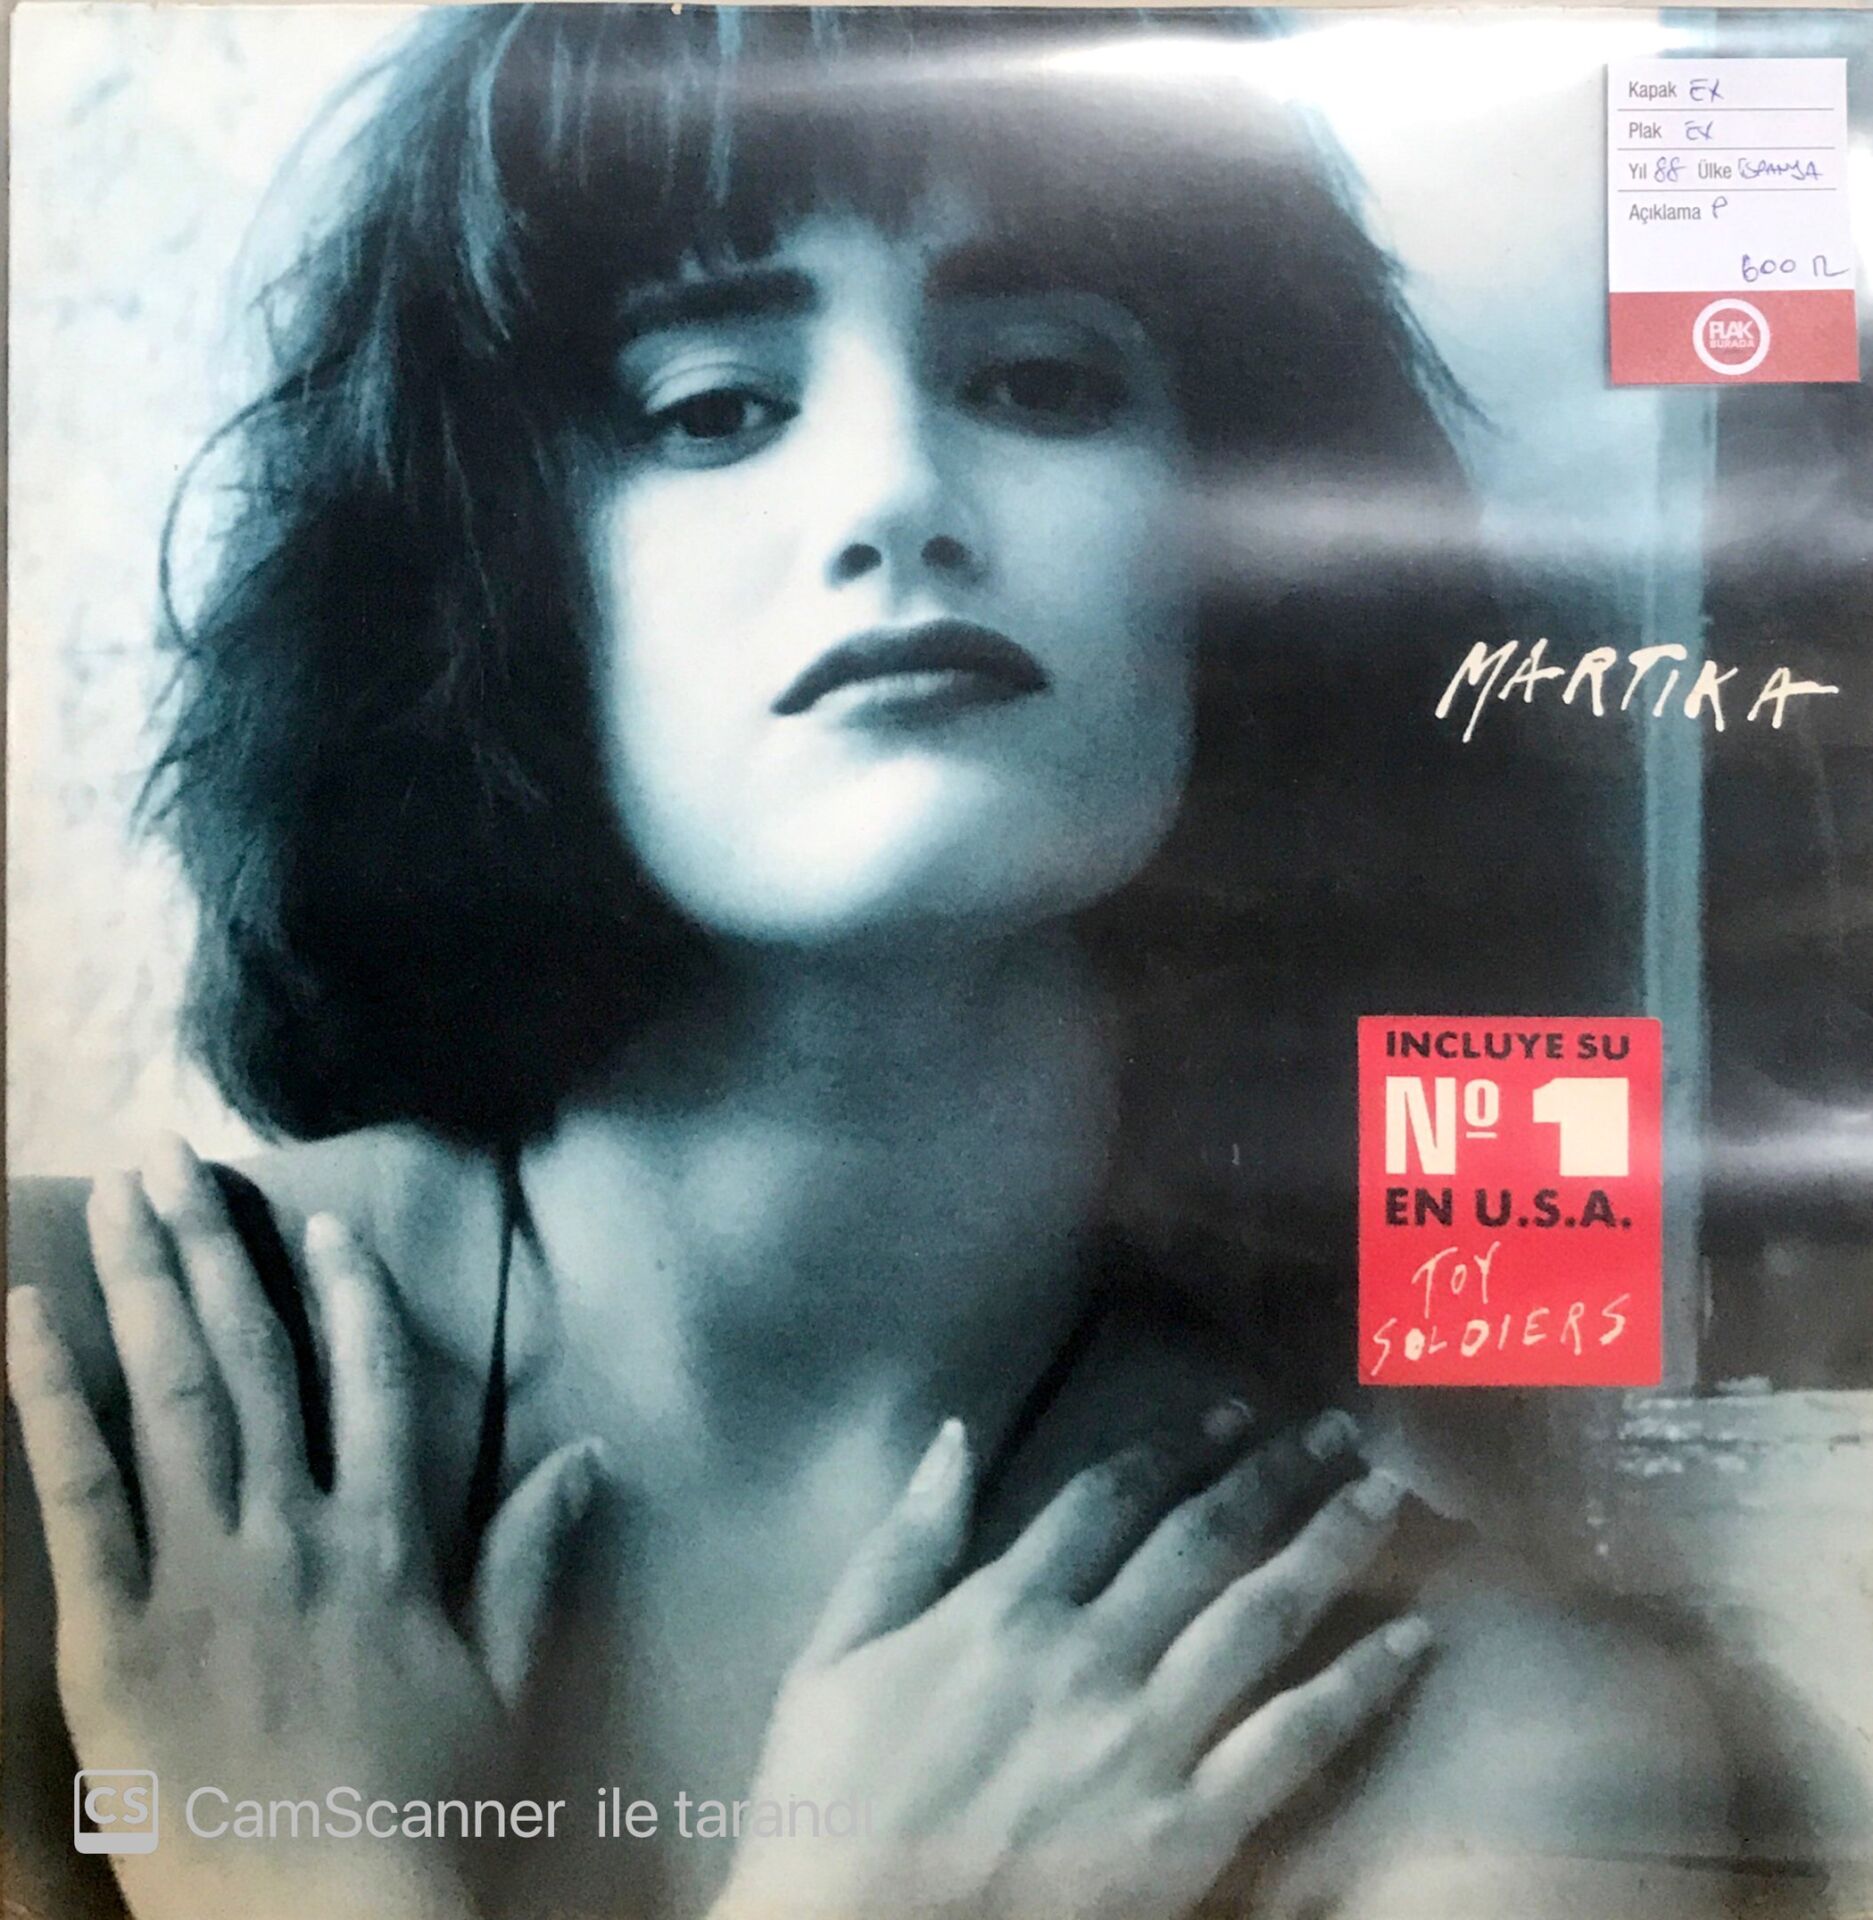 Kapak EX
Plak EX
Yıl 88 Ülke İSPANYA
Açıklama P
600 TL
PLAK
BURADA
MARTIKA
INCLUYE SU
Nº 1
EN U.S.A.
TOY
SOLDIERS
CS CamScanner ile tarandı